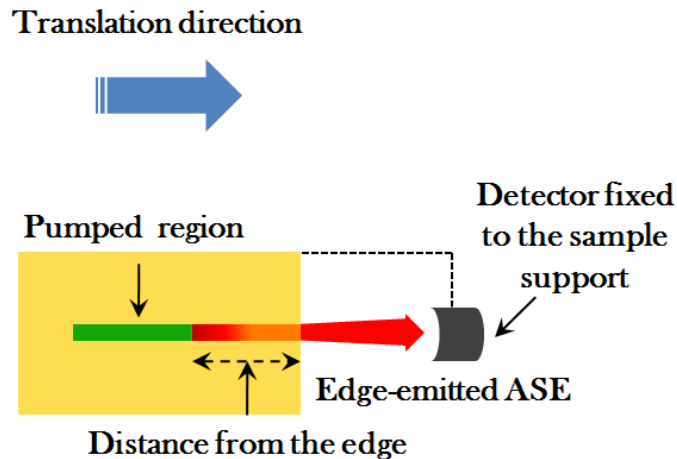 Translation direction
Detector fixed
to the sample
support
Pumped region
Edge-emitted ASE
Distance from the edge